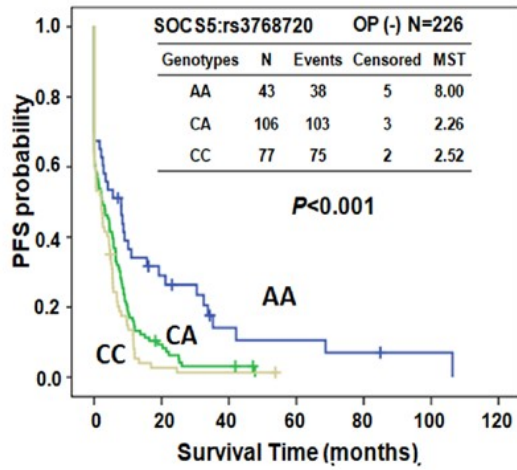 SOCS5:rs3768720 OP (-) N=226
Genotypes N Events Censored MST
AA 43 38 5 8.00
CA 106 103 3 2.26
CC 77 75 2 2.52
P<0.001
PFS probability
1.0
0.8
0.6
0.4
0.2
0.0
AA
CA
CC
0 20 40 60 80 100 120
Survival Time (months)